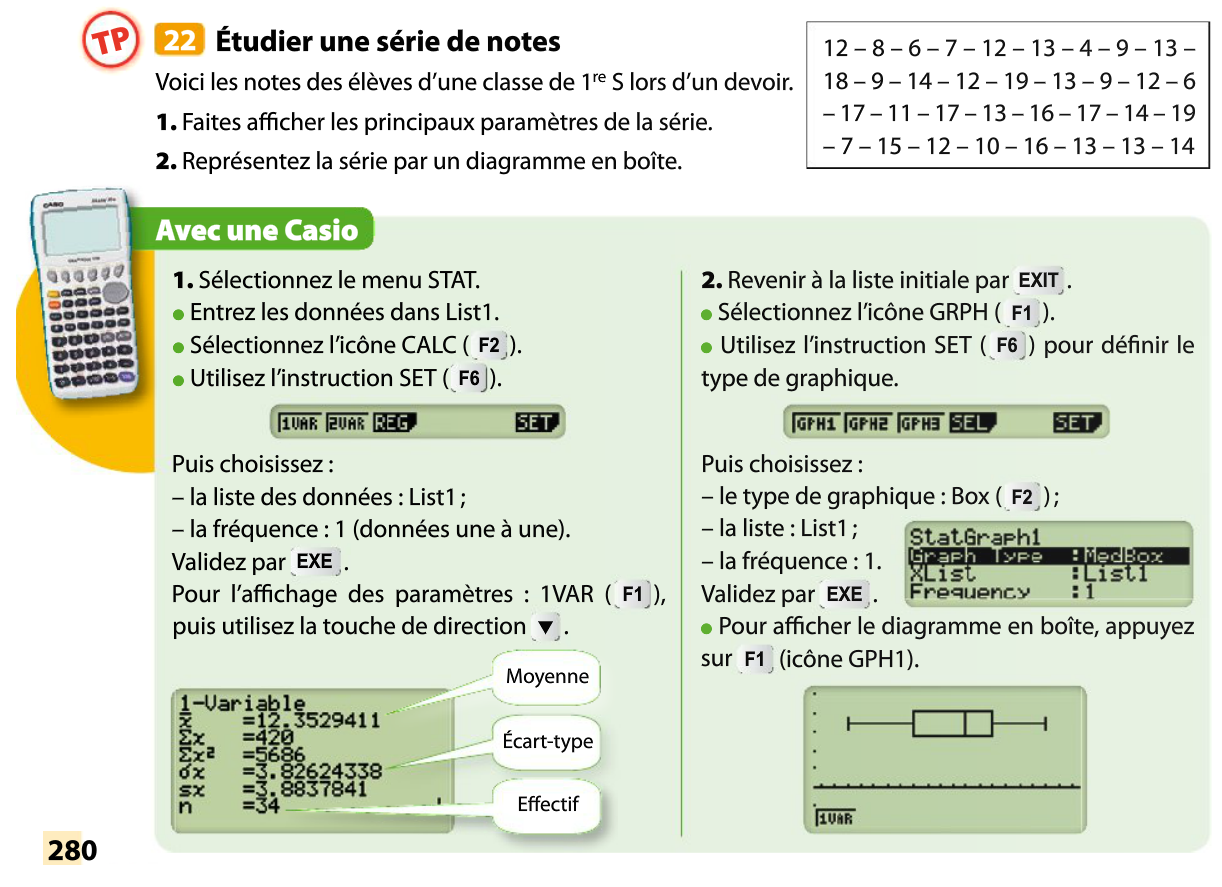 TP 22 Étudier une série de notes
Voici les notes des élèves d’une classe de 1re S lors d’un devoir.
1. Faites afficher les principaux paramètres de la série.
2. Représentez la série par un diagramme en boîte.
12 – 8 – 6 – 7 – 12 – 13 – 4 – 9 – 13 –
18 – 9 – 14 – 12 – 19 – 13 – 9 – 12 – 6
– 17 – 11 – 17 – 13 – 16 – 17 – 14 – 19
– 7 – 15 – 12 – 10 – 16 – 13 – 13 – 14
CASIO
Avec une Casio
1. Sélectionnez le menu STAT.
● Entrez les données dans List1.
● Sélectionnez l’icône CALC ( F2 ).
● Utilisez l’instruction SET ( F6 ).
1VAR 2VAR REG SET
Puis choisissez :
– la liste des données : List1 ;
– la fréquence : 1 (données une à une).
Validez par EXE .
Pour l’affichage des paramètres : 1VAR ( F1 ),
puis utilisez la touche de direction ▼ .
1-Variable
x̄ =12.3529411
Σx =420
Σx² =5686
σx =3.82624338
sx =3.8837841
n =34
Moyenne
Écart-type
Effectif
2. Revenir à la liste initiale par EXIT .
● Sélectionnez l’icône GRPH ( F1 ).
● Utilisez l’instruction SET ( F6 ) pour définir le
type de graphique.
GPH1 GPH2 GPH3 SEL SET
Puis choisissez :
– le type de graphique : Box ( F2 ) ;
– la liste : List1 ;
– la fréquence : 1.
Validez par EXE .
StatGraph1
Graph Type :MedBox
XList :List1
Frequency :1
● Pour afficher le diagramme en boîte, appuyez
sur F1 (icône GPH1).
1VAR
280